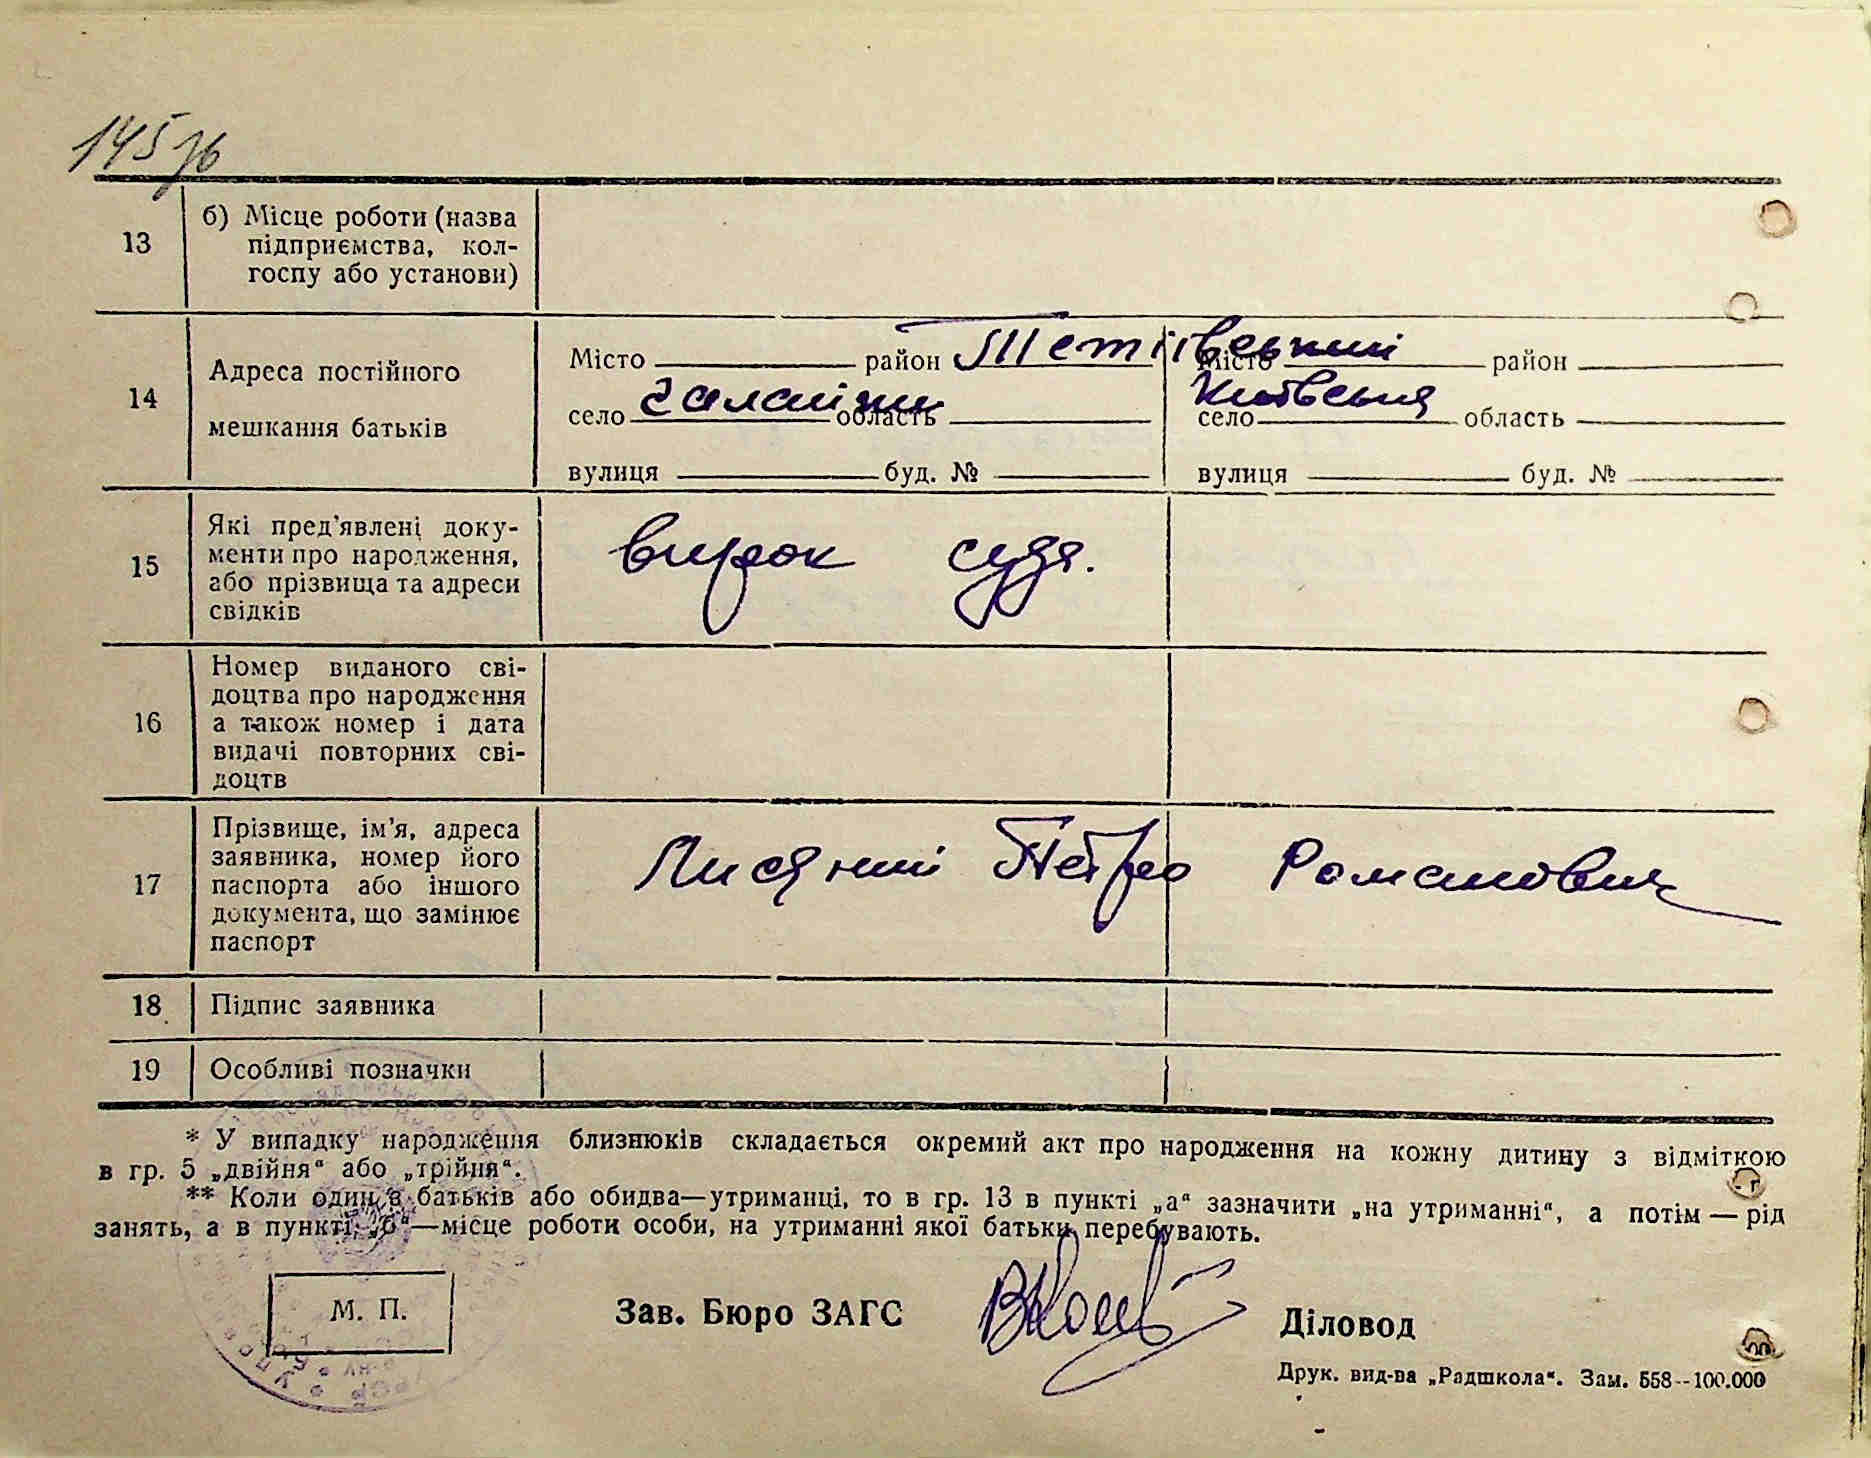 145 зв
13
б) Місце роботи (назва
підприємства, кол-
госпу або установи)
14
Адреса постійного
мешкання батьків
Місто район Тетіївський Місто район
село Галайки область село Київська область
вулиця буд. № вулиця буд. №
15
Які пред'явлені доку-
менти про народження,
або прізвища та адреси
свідків
вирок суда.
16
Номер виданого сві-
доцтва про народження
а також номер і дата
видачі повторних сві-
доцтв
17
Прізвище, ім'я, адреса
заявника, номер його
паспорта або іншого
документа, що замінює
паспорт
Лисяний Петро Романович
18
Підпис заявника
19
Особливі позначки
* У випадку народження близнюків складається окремий акт про народження на кожну дитину з відміткою
в гр. 5 „двійня“ або „трійня“.
** Коли один з батьків або обидва—утриманці, то в гр. 13 в пункті „а“ зазначити „на утриманні“, а потім — рід
занять, а в пункті „б“—місце роботи особи, на утриманні якої батьки перебувають.
М. П.
Зав. Бюро ЗАГС
Діловод
Друк. вид-ва „Радшкола“. Зам. 558--100.000